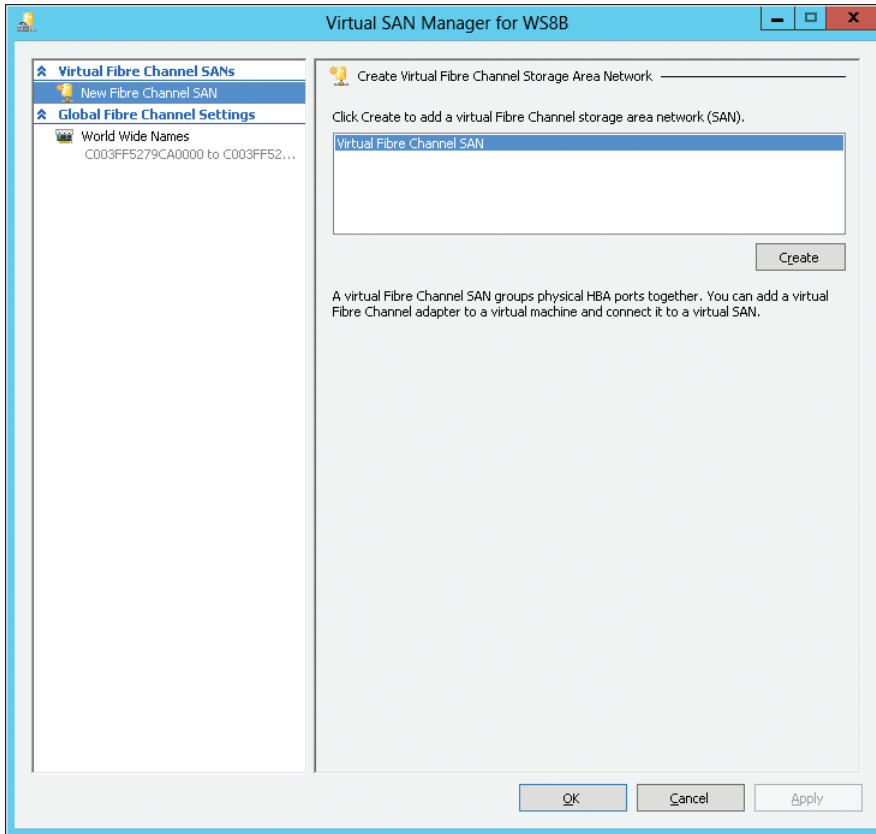 Virtual SAN Manager for WS8B
Virtual Fibre Channel SANs
New Fibre Channel SAN
Global Fibre Channel Settings
World Wide Names
C003FF5279CA0000 to C003FF52...
Create Virtual Fibre Channel Storage Area Network
Click Create to add a virtual Fibre Channel storage area network (SAN).
Virtual Fibre Channel SAN
Create
A virtual Fibre Channel SAN groups physical HBA ports together. You can add a virtual
Fibre Channel adapter to a virtual machine and connect it to a virtual SAN.
OK
Cancel
Apply